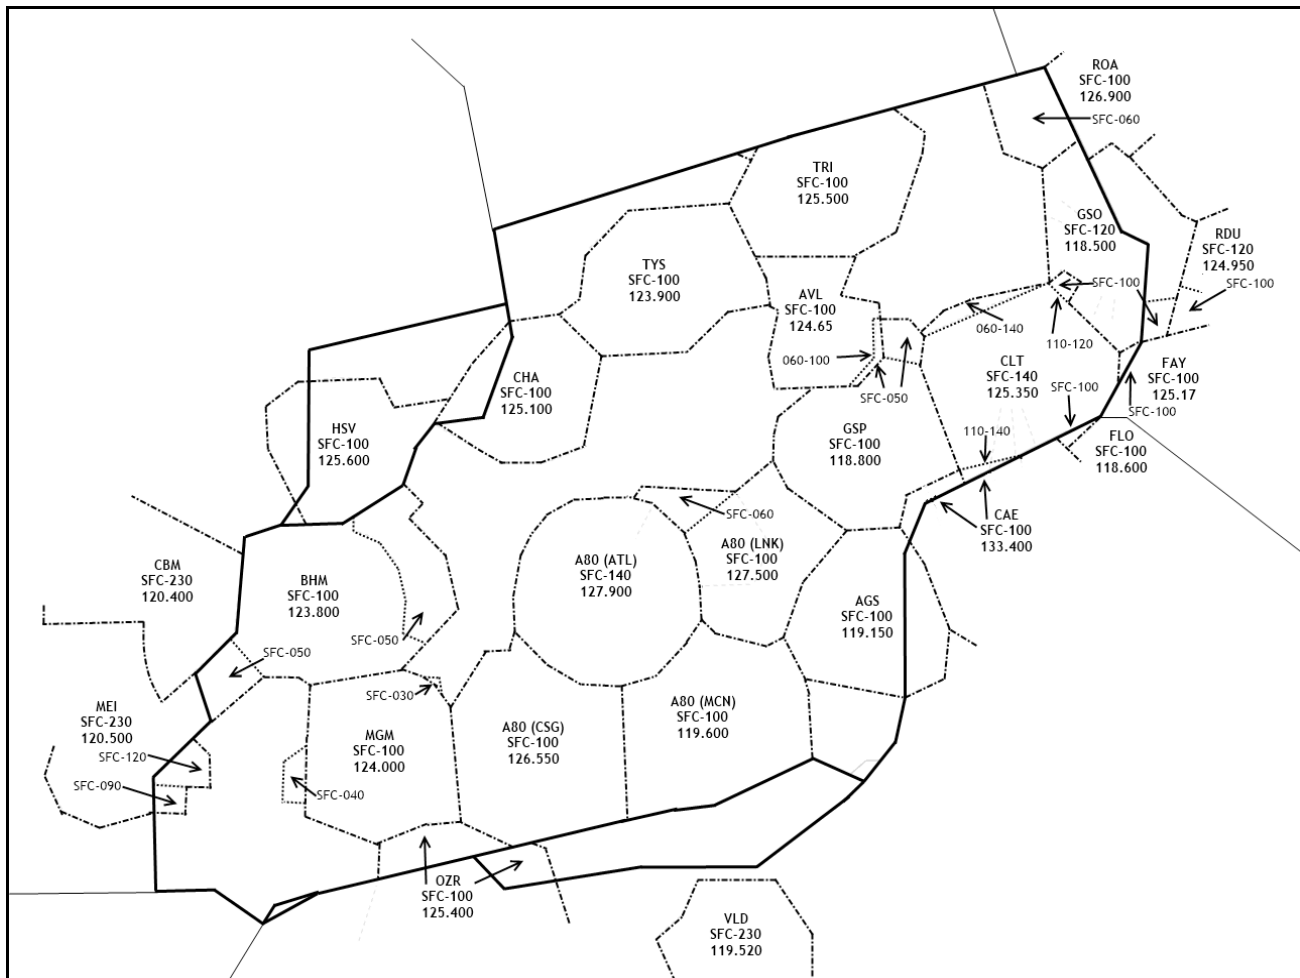 ROA
SFC-100
126.900
SFC-060
TRI
SFC-100
125.500
GSO
SFC-120
118.500
RDU
SFC-120
124.950
SFC-100
SFC-100
TYS
SFC-100
123.900
AVL
SFC-100
124.65
060-140
110-120
060-100
SFC-050
CLT
SFC-140
125.350
SFC-100
FAY
SFC-100
125.17
SFC-100
CHA
SFC-100
125.100
HSV
SFC-100
125.600
GSP
SFC-100
118.800
110-140
FLO
SFC-100
118.600
SFC-060
CAE
SFC-100
133.400
CBM
SFC-230
120.400
BHM
SFC-100
123.800
A80 (ATL)
SFC-140
127.900
A80 (LNK)
SFC-100
127.500
AGS
SFC-100
119.150
SFC-050
SFC-050
SFC-030
MEI
SFC-230
120.500
SFC-120
SFC-090
MGM
SFC-100
124.000
SFC-040
A80 (CSG)
SFC-100
126.550
A80 (MCN)
SFC-100
119.600
OZR
SFC-100
125.400
VLD
SFC-230
119.520